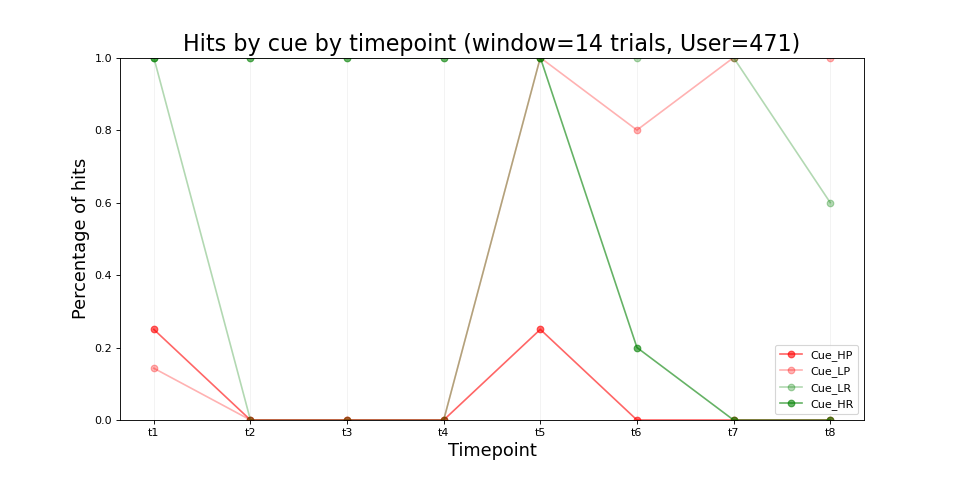 Hits by cue by timepoint (window=14 trials, User=471)
Percentage of hits
1.0
0.8
0.6
0.4
0.2
0.0
t1 t2 t3 t4 t5 t6 t7 t8
Timepoint
Cue_HP
Cue_LP
Cue_LR
Cue_HR